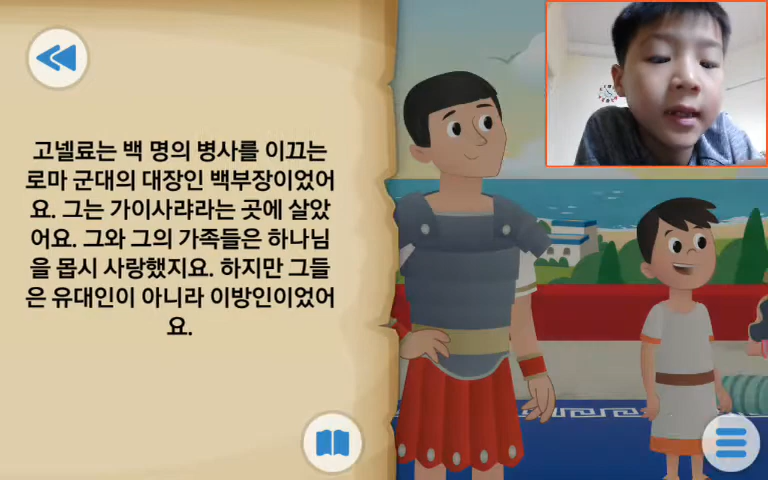 고넬료는 백 명의 병사를 이끄는
로마 군대의 대장인 백부장이었어
요. 그는 가이사랴라는 곳에 살았
어요. 그와 그의 가족들은 하나님
을 몹시 사랑했지요. 하지만 그들
은 유대인이 아니라 이방인이었어
요.